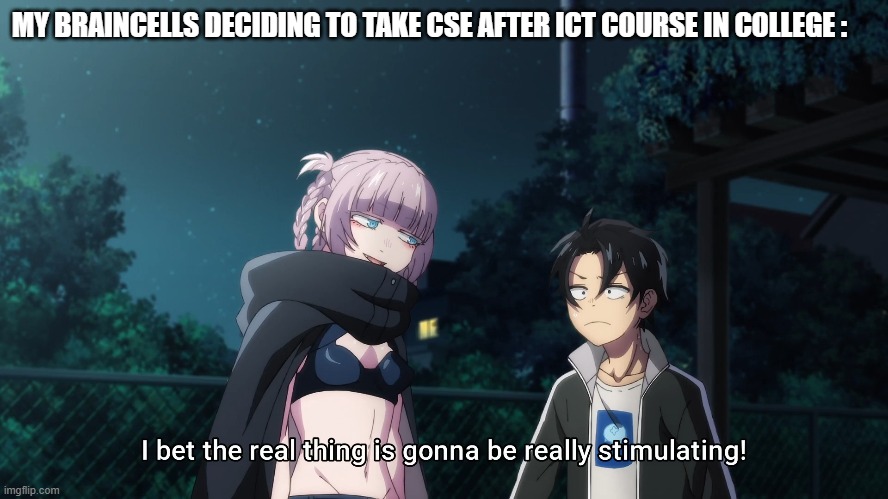 MY BRAINCELLS DECIDING TO TAKE CSE AFTER ICT COURSE IN COLLEGE :
I bet the real thing is gonna be really stimulating!
imgflip.com